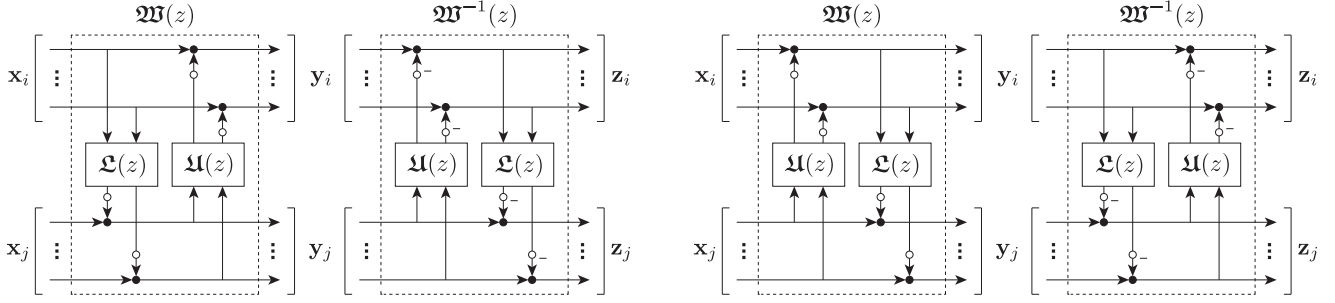 𝔚(z) 𝔚⁻¹(z) 𝔚(z) 𝔚⁻¹(z)
𝐱ᵢ 𝐲ᵢ 𝐳ᵢ 𝐱ᵢ 𝐲ᵢ 𝐳ᵢ
𝔏(z) 𝔘(z) 𝔘(z) 𝔏(z) 𝔘(z) 𝔏(z) 𝔏(z) 𝔘(z)
𝐱ⱼ 𝐲ⱼ 𝐳ⱼ 𝐱ⱼ 𝐲ⱼ 𝐳ⱼ